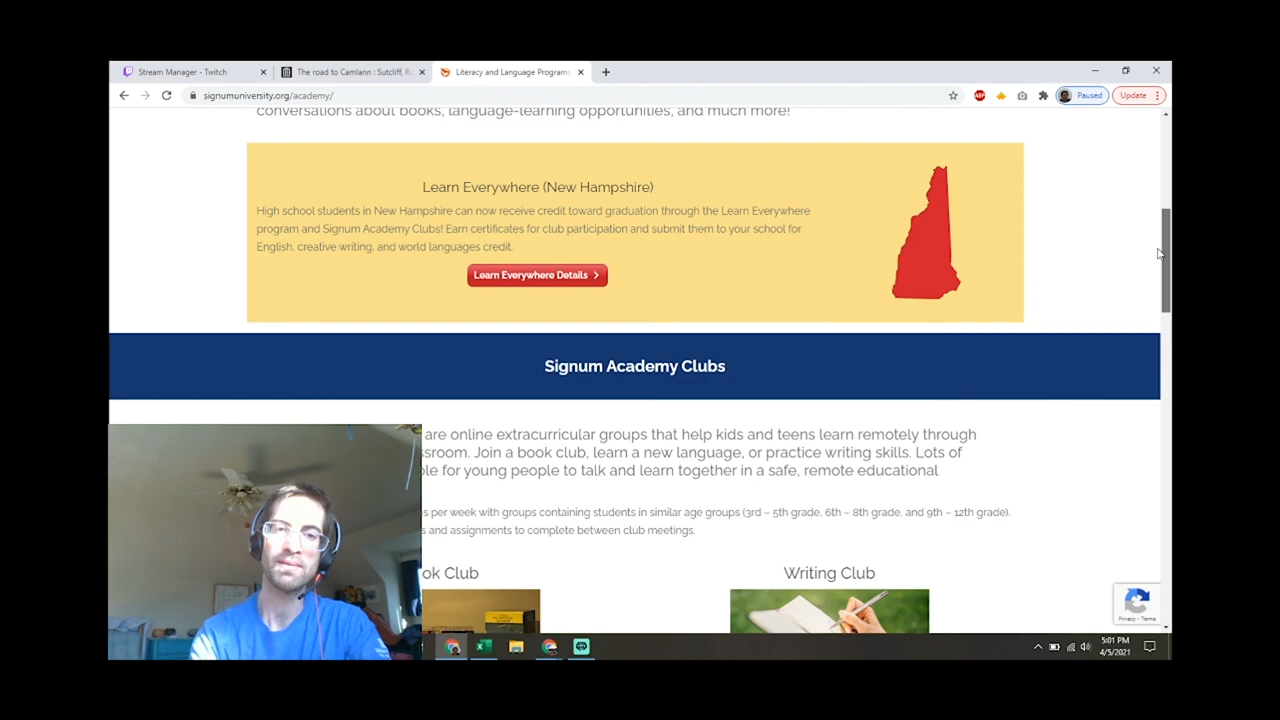 Stream Manager - Twitch
The road to Camlann : Sutcliff, Ro
Literacy and Language Programs
signumuniversity.org/academy/
ABP
Paused
Update
conversations about books, language-learning opportunities, and much more!
Learn Everywhere (New Hampshire)
High school students in New Hampshire can now receive credit toward graduation through the Learn Everywhere
program and Signum Academy Clubs! Earn certificates for club participation and submit them to your school for
English, creative writing, and world languages credit.
Learn Everywhere Details
Signum Academy Clubs
are online extracurricular groups that help kids and teens learn remotely through
ssroom. Join a book club, learn a new language, or practice writing skills. Lots of
ple for young people to talk and learn together in a safe, remote educational
s per week with groups containing students in similar age groups (3rd – 5th grade, 6th – 8th grade, and 9th – 12th grade).
s and assignments to complete between club meetings.
ok Club
Writing Club
Privacy - Terms
5:01 PM
4/5/2021